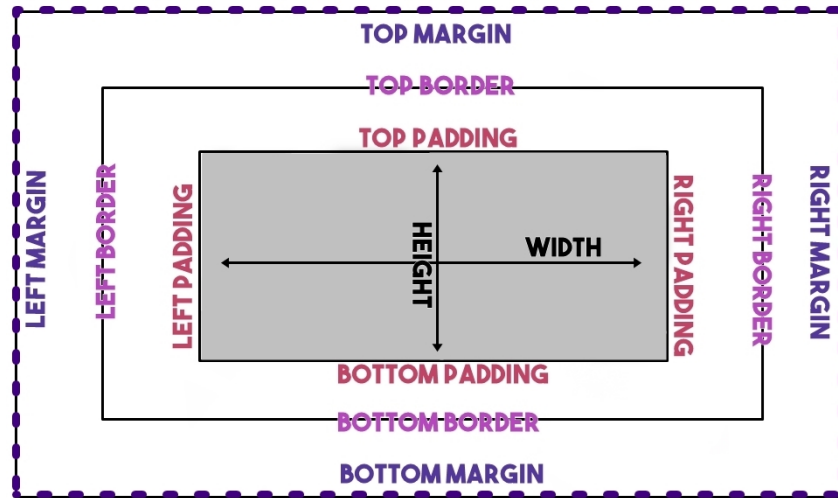 TOP MARGIN
TOP BORDER
TOP PADDING
LEFT MARGIN
LEFT BORDER
LEFT PADDING
HEIGHT
WIDTH
RIGHT PADDING
RIGHT BORDER
RIGHT MARGIN
BOTTOM PADDING
BOTTOM BORDER
BOTTOM MARGIN